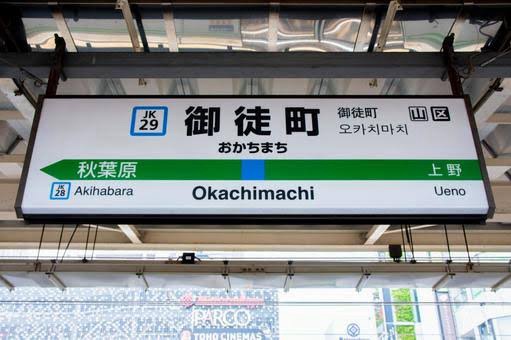 JK
29
御徒町
おかちまち
御徒町
오카치마치
山 区
秋葉原
上野
JK
28
Akihabara
Okachimachi
Ueno
PARCO
TOHO CINEMAS